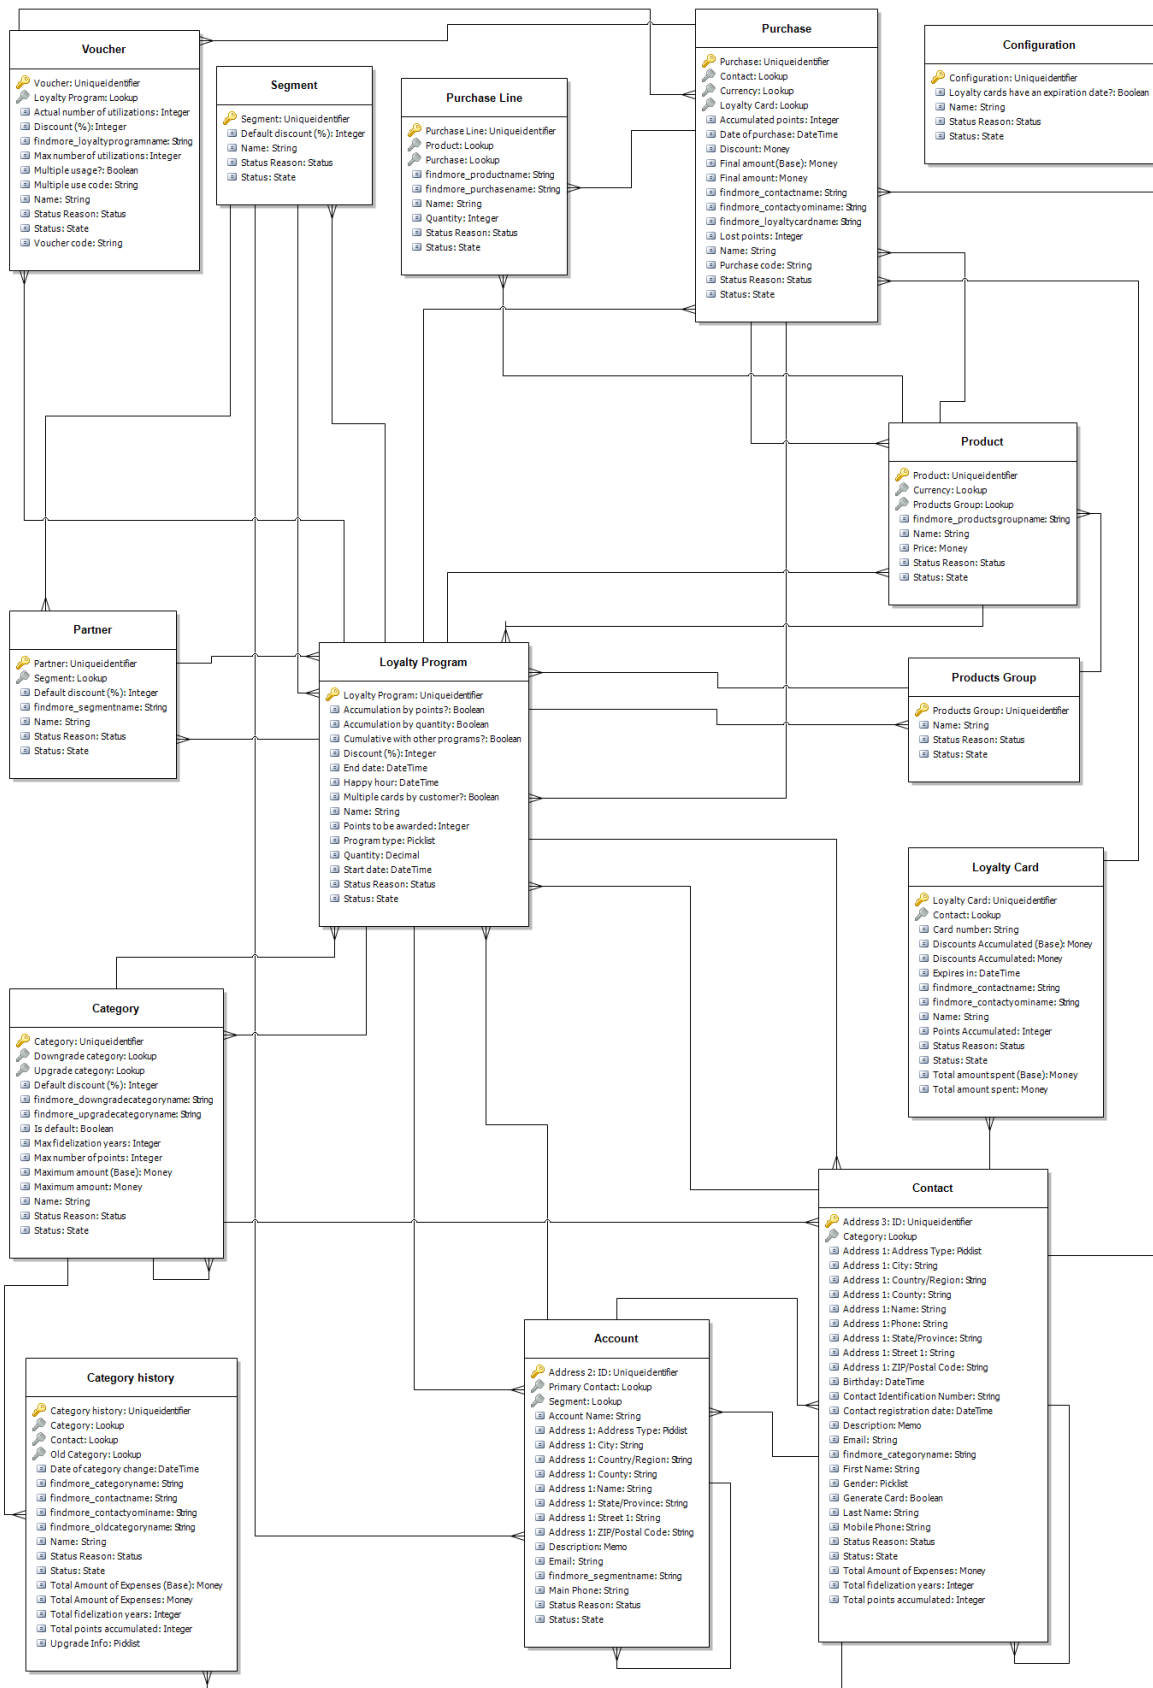 Voucher
Voucher: Uniqueidentifier
Loyalty Program: Lookup
Actual number of utilizations: Integer
Discount (%): Integer
findmore_loyaltyprogramname: String
Max number of utilizations: Integer
Multiple usage?: Boolean
Multiple use code: String
Name: String
Status Reason: Status
Status: State
Voucher code: String
Segment
Segment: Uniqueidentifier
Default discount (%): Integer
Name: String
Status Reason: Status
Status: State
Purchase Line
Purchase Line: Uniqueidentifier
Product: Lookup
Purchase: Lookup
findmore_productname: String
findmore_purchasename: String
Name: String
Quantity: Integer
Status Reason: Status
Status: State
Purchase
Purchase: Uniqueidentifier
Contact: Lookup
Currency: Lookup
Loyalty Card: Lookup
Accumulated points: Integer
Date of purchase: DateTime
Discount: Money
Final amount (Base): Money
Final amount: Money
findmore_contactname: String
findmore_contactyominame: String
findmore_loyaltycardname: String
Lost points: Integer
Name: String
Purchase code: String
Status Reason: Status
Status: State
Configuration
Configuration: Uniqueidentifier
Loyalty cards have an expiration date?: Boolean
Name: String
Status Reason: Status
Status: State
Product
Product: Uniqueidentifier
Currency: Lookup
Products Group: Lookup
findmore_productsgroupname: String
Name: String
Price: Money
Status Reason: Status
Status: State
Partner
Partner: Uniqueidentifier
Segment: Lookup
Default discount (%): Integer
findmore_segmentname: String
Name: String
Status Reason: Status
Status: State
Loyalty Program
Loyalty Program: Uniqueidentifier
Accumulation by points?: Boolean
Accumulation by quantity: Boolean
Cumulative with other programs?: Boolean
Discount (%): Integer
End date: DateTime
Happy hour: DateTime
Multiple cards by customer?: Boolean
Name: String
Points to be awarded: Integer
Program type: Picklist
Quantity: Decimal
Start date: DateTime
Status Reason: Status
Status: State
Products Group
Products Group: Uniqueidentifier
Name: String
Status Reason: Status
Status: State
Loyalty Card
Loyalty Card: Uniqueidentifier
Contact: Lookup
Card number: String
Discounts Accumulated (Base): Money
Discounts Accumulated: Money
Expires in: DateTime
findmore_contactname: String
findmore_contactyominame: String
Name: String
Points Accumulated: Integer
Status Reason: Status
Status: State
Total amount spent (Base): Money
Total amount spent: Money
Category
Category: Uniqueidentifier
Downgrade category: Lookup
Upgrade category: Lookup
Default discount (%): Integer
findmore_downgradecategoryname: String
findmore_upgradecategoryname: String
Is default: Boolean
Max fidelization years: Integer
Max number of points: Integer
Maximum amount (Base): Money
Maximum amount: Money
Name: String
Status Reason: Status
Status: State
Contact
Address 3: ID: Uniqueidentifier
Category: Lookup
Address 1: Address Type: Picklist
Address 1: City: String
Address 1: Country/Region: String
Address 1: County: String
Address 1: Name: String
Address 1: Phone: String
Address 1: State/Province: String
Address 1: Street 1: String
Address 1: ZIP/Postal Code: String
Birthday: DateTime
Contact Identification Number: String
Contact registration date: DateTime
Description: Memo
Email: String
findmore_categoryname: String
First Name: String
Gender: Picklist
Generate Card: Boolean
Last Name: String
Mobile Phone: String
Status Reason: Status
Status: State
Total Amount of Expenses: Money
Total fidelization years: Integer
Total points accumulated: Integer
Account
Address 2: ID: Uniqueidentifier
Primary Contact: Lookup
Segment: Lookup
Account Name: String
Address 1: Address Type: Picklist
Address 1: City: String
Address 1: Country/Region: String
Address 1: County: String
Address 1: Name: String
Address 1: State/Province: String
Address 1: Street 1: String
Address 1: ZIP/Postal Code: String
Description: Memo
Email: String
findmore_segmentname: String
Main Phone: String
Status Reason: Status
Status: State
Category history
Category history: Uniqueidentifier
Category: Lookup
Contact: Lookup
Old Category: Lookup
Date of category change: DateTime
findmore_categoryname: String
findmore_contactname: String
findmore_contactyominame: String
findmore_oldcategoryname: String
Name: String
Status Reason: Status
Status: State
Total Amount of Expenses (Base): Money
Total Amount of Expenses: Money
Total fidelization years: Integer
Total points accumulated: Integer
Upgrade Info: Picklist